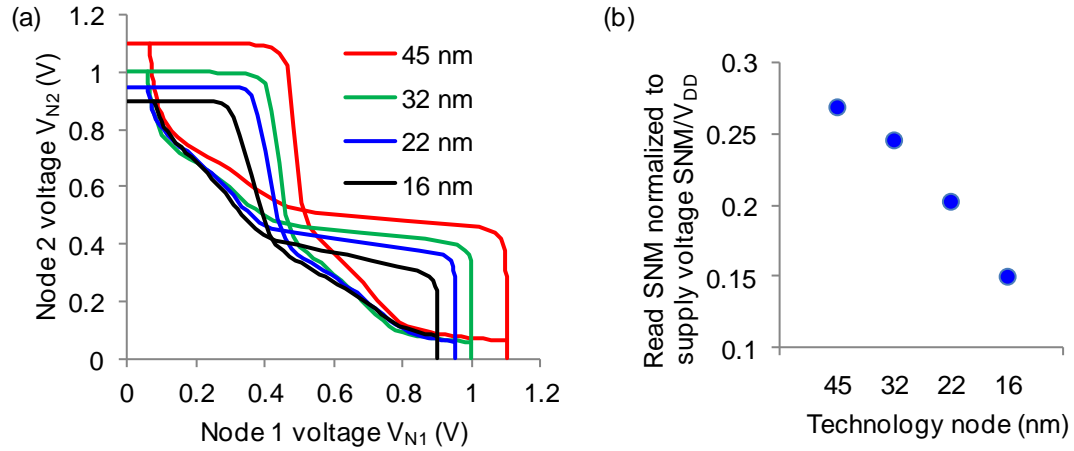 (a)
1.2
1
0.8
0.6
0.4
0.2
0
Node 2 voltage V_N2 (V)
45 nm
32 nm
22 nm
16 nm
0
0.2
0.4
0.6
0.8
1
1.2
Node 1 voltage V_N1 (V)
(b)
0.3
0.25
0.2
0.15
0.1
Read SNM normalized to
supply voltage SNM/V_DD
45
32
22
16
Technology node (nm)